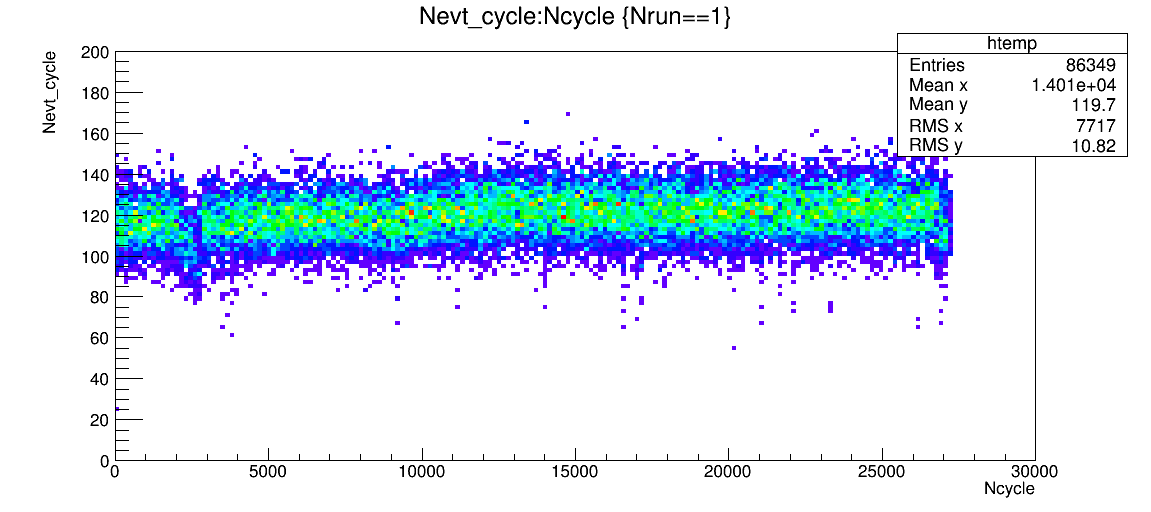 Nevt_cycle:Ncycle {Nrun==1}
htemp
Entries 86349
Mean x 1.401e+04
Mean y 119.7
RMS x 7717
RMS y 10.82
Nevt_cycle
200
180
160
140
120
100
80
60
40
20
0
0 5000 10000 15000 20000 25000 30000
Ncycle